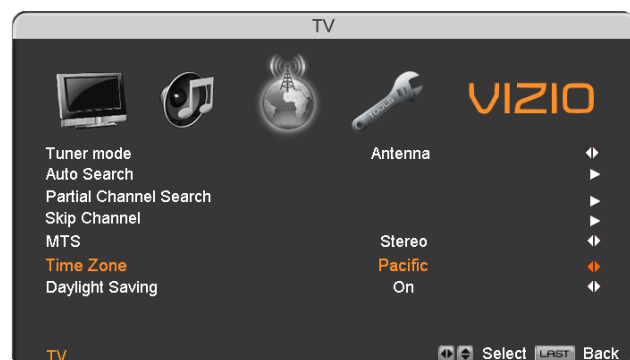 TV
TOOLS
VIZIO
Tuner mode Antenna
Auto Search
Partial Channel Search
Skip Channel
MTS Stereo
Time Zone Pacific
Daylight Saving On
TV Select LAST Back